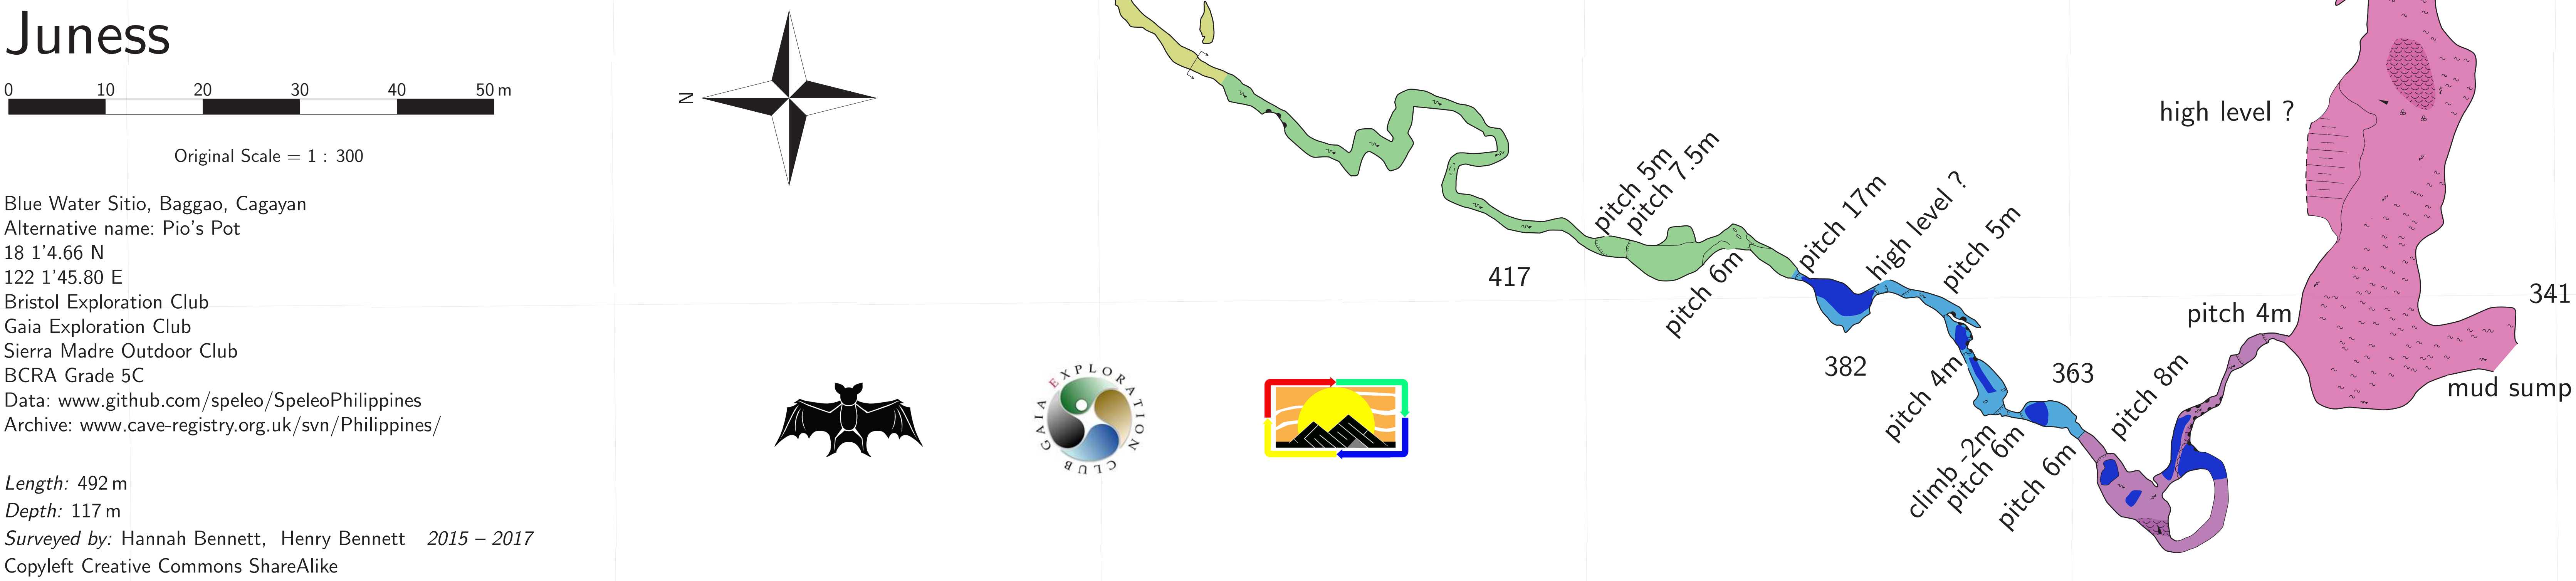 Juness
0 10 20 30 40 50 m
Original Scale = 1 : 300
Blue Water Sitio, Baggao, Cagayan
Alternative name: Pio's Pot
18 1'4.66 N
122 1'45.80 E
Bristol Exploration Club
Gaia Exploration Club
Sierra Madre Outdoor Club
BCRA Grade 5C
Data: www.github.com/speleo/SpeleoPhilippines
Archive: www.cave-registry.org.uk/svn/Philippines/
Length: 492 m
Depth: 117 m
Surveyed by: Hannah Bennett, Henry Bennett 2015 – 2017
Copyleft Creative Commons ShareAlike
N
GAIA EXPLORATION CLUB
417
pitch 5m
pitch 7.5m
pitch 6m
pitch 17m
high level ?
pitch 5m
382
pitch 4m
363
climb -2m
pitch 6m
pitch 6m
pitch 8m
pitch 4m
high level ?
341
mud sump